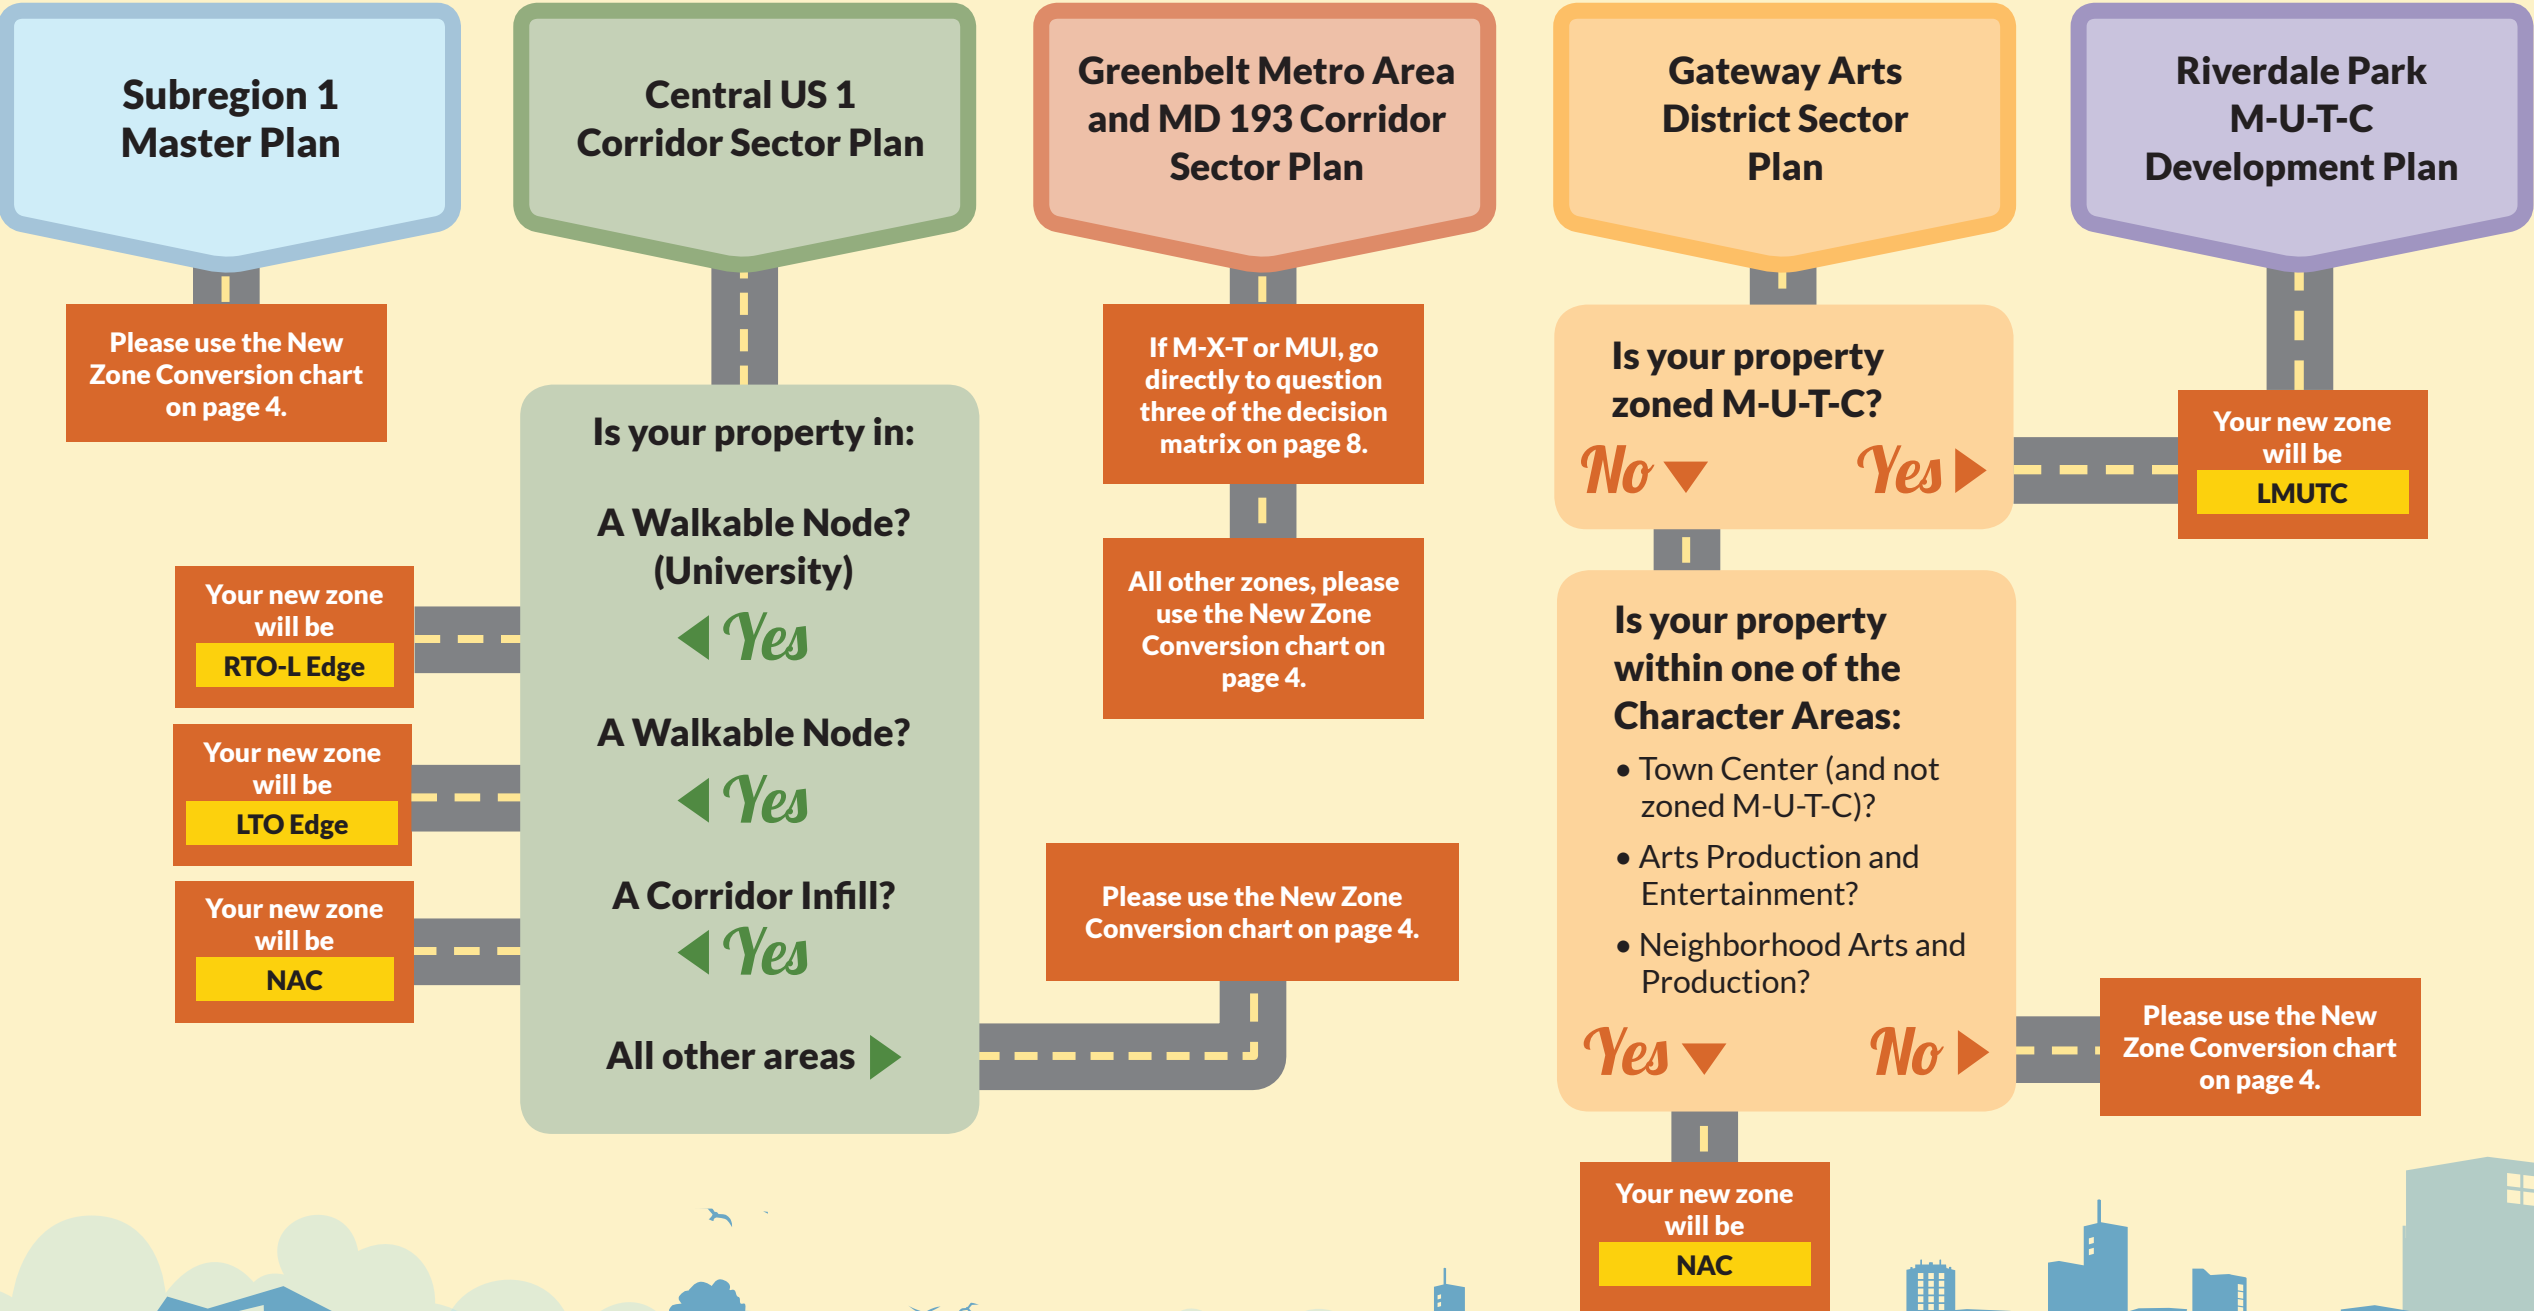 Subregion 1
Master Plan
Please use the New
Zone Conversion chart
on page 4.
Central US 1
Corridor Sector Plan
Is your property in:
A Walkable Node?
(University)
Yes
Your new zone
will be
RTO-L Edge
A Walkable Node?
Yes
Your new zone
will be
LTO Edge
A Corridor Infill?
Yes
Your new zone
will be
NAC
All other areas
Please use the New Zone
Conversion chart on page 4.
Greenbelt Metro Area
and MD 193 Corridor
Sector Plan
If M-X-T or MUI, go
directly to question
three of the decision
matrix on page 8.
All other zones, please
use the New Zone
Conversion chart on
page 4.
Gateway Arts
District Sector
Plan
Is your property
zoned M-U-T-C?
No Yes
Is your property
within one of the
Character Areas:
• Town Center (and not
zoned M-U-T-C)?
• Arts Production and
Entertainment?
• Neighborhood Arts and
Production?
Yes No
Please use the New
Zone Conversion chart
on page 4.
Your new zone
will be
NAC
Riverdale Park
M-U-T-C
Development Plan
Your new zone
will be
LMUTC